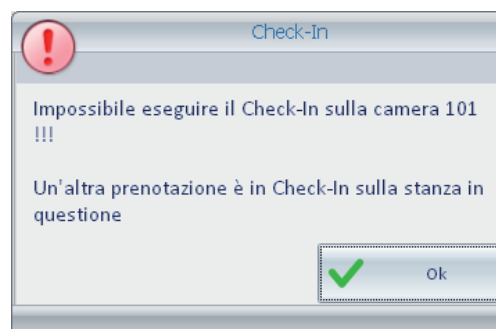 Check-In
Impossibile eseguire il Check-In sulla camera 101
!!!
Un'altra prenotazione è in Check-In sulla stanza in
questione
Ok